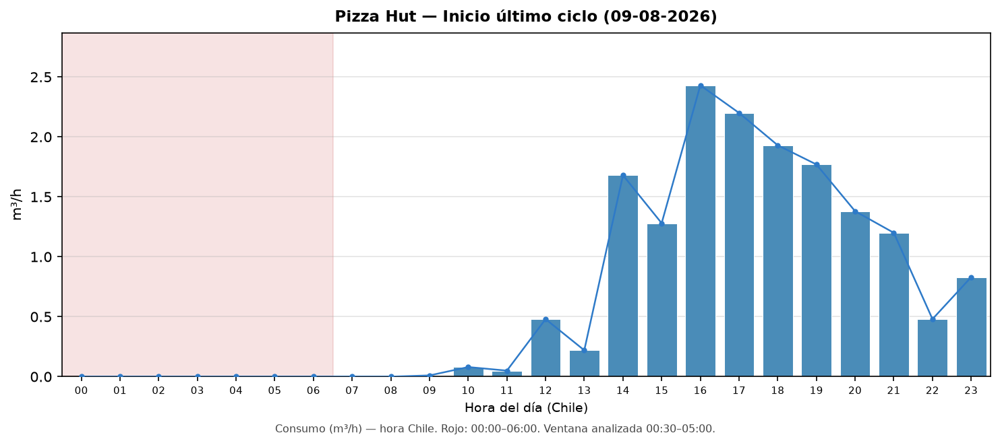 Pizza Hut — Inicio último ciclo (09-08-2026)
2.5
2.0
1.5
1.0
0.5
0.0
m³/h
00 01 02 03 04 05 06 07 08 09 10 11 12 13 14 15 16 17 18 19 20 21 22 23
Hora del día (Chile)
Consumo (m³/h) — hora Chile. Rojo: 00:00–06:00. Ventana analizada 00:30–05:00.